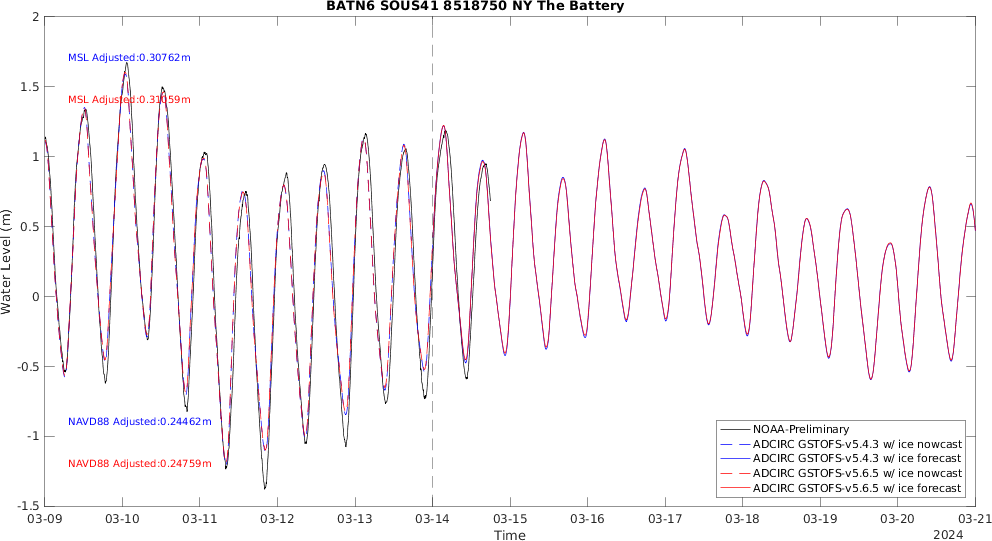 BATN6 SOUS41 8518750 NY The Battery
Water Level (m)
2
1.5
1
0.5
0
-0.5
-1
-1.5
MSL Adjusted:0.30762m
MSL Adjusted:0.31059m
NAVD88 Adjusted:0.24462m
NAVD88 Adjusted:0.24759m
NOAA-Preliminary
ADCIRC GSTOFS-v5.4.3 w/ ice nowcast
ADCIRC GSTOFS-v5.4.3 w/ ice forecast
ADCIRC GSTOFS-v5.6.5 w/ ice nowcast
ADCIRC GSTOFS-v5.6.5 w/ ice forecast
03-09 03-10 03-11 03-12 03-13 03-14 03-15 03-16 03-17 03-18 03-19 03-20 03-21
Time
2024